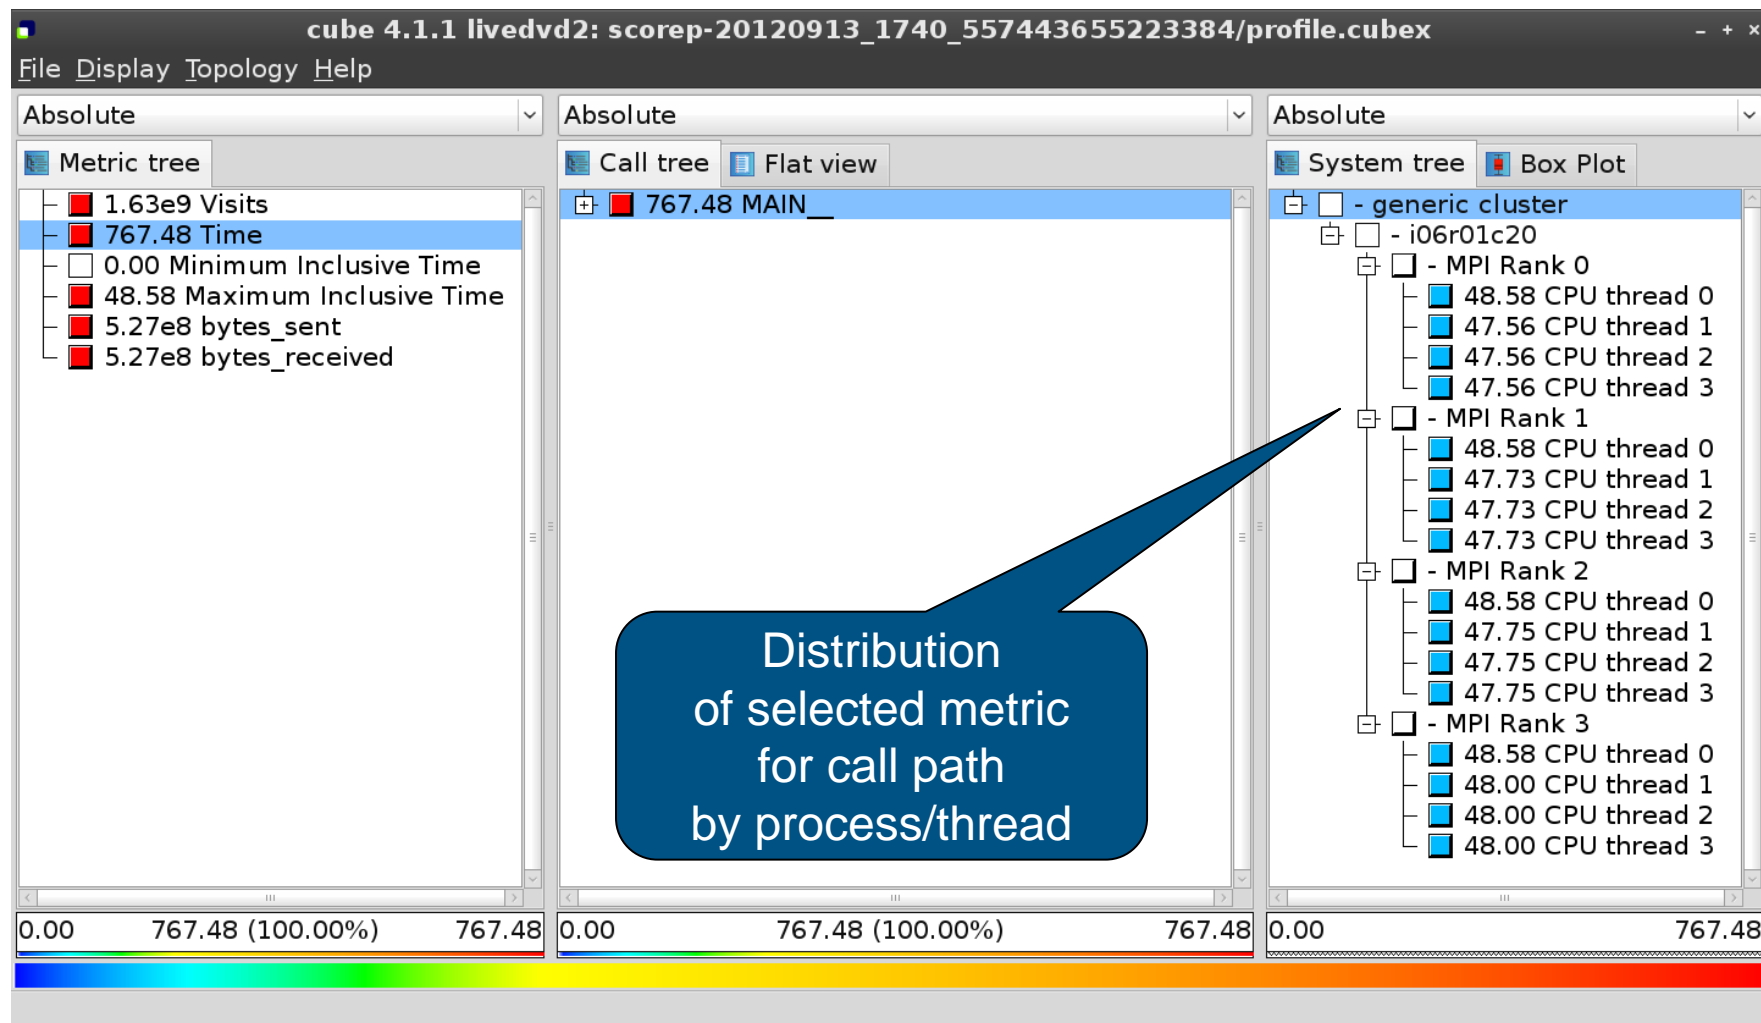 cube 4.1.1 livedvd2: scorep-20120913_1740_557443655223384/profile.cubex
File Display Topology Help
Absolute
Metric tree
1.63e9 Visits
767.48 Time
0.00 Minimum Inclusive Time
48.58 Maximum Inclusive Time
5.27e8 bytes_sent
5.27e8 bytes_received
0.00 767.48 (100.00%) 767.48
Absolute
Call tree Flat view
767.48 MAIN__
Distribution
of selected metric
for call path
by process/thread
0.00 767.48 (100.00%) 767.48
Absolute
System tree Box Plot
- generic cluster
- i06r01c20
- MPI Rank 0
48.58 CPU thread 0
47.56 CPU thread 1
47.56 CPU thread 2
47.56 CPU thread 3
- MPI Rank 1
48.58 CPU thread 0
47.73 CPU thread 1
47.73 CPU thread 2
47.73 CPU thread 3
- MPI Rank 2
48.58 CPU thread 0
47.75 CPU thread 1
47.75 CPU thread 2
47.75 CPU thread 3
- MPI Rank 3
48.58 CPU thread 0
48.00 CPU thread 1
48.00 CPU thread 2
48.00 CPU thread 3
0.00 767.48